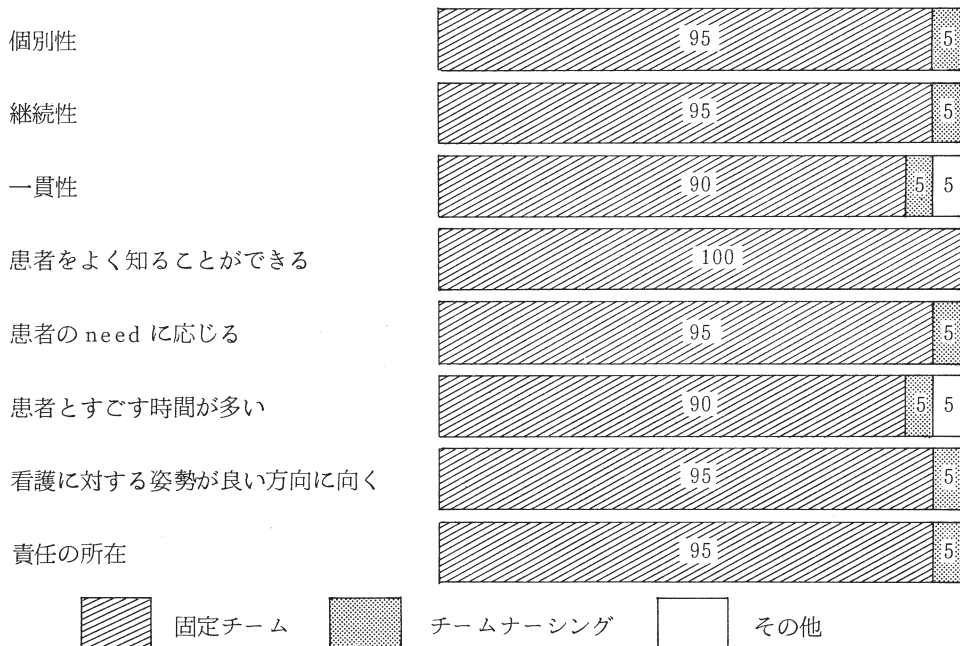 個別性 95 5
継続性 95 5
一貫性 90 5 5
患者をよく知ることができる 100
患者の need に応じる 95 5
患者とすごす時間が多い 90 5 5
看護に対する姿勢が良い方向に向く 95 5
責任の所在 95 5
固定チーム チームナーシング その他